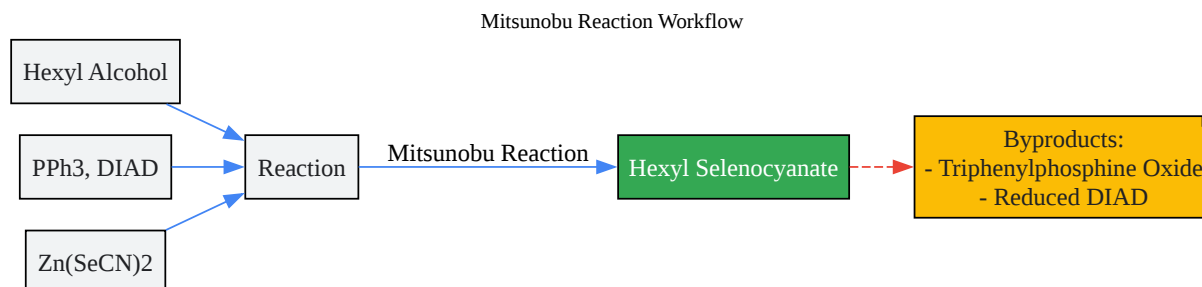 Mitsunobu Reaction Workflow
Hexyl Alcohol
PPh3, DIAD
Zn(SeCN)2
Reaction
Mitsunobu Reaction
Hexyl Selenocyanate
Byproducts:
- Triphenylphosphine Oxide
- Reduced DIAD